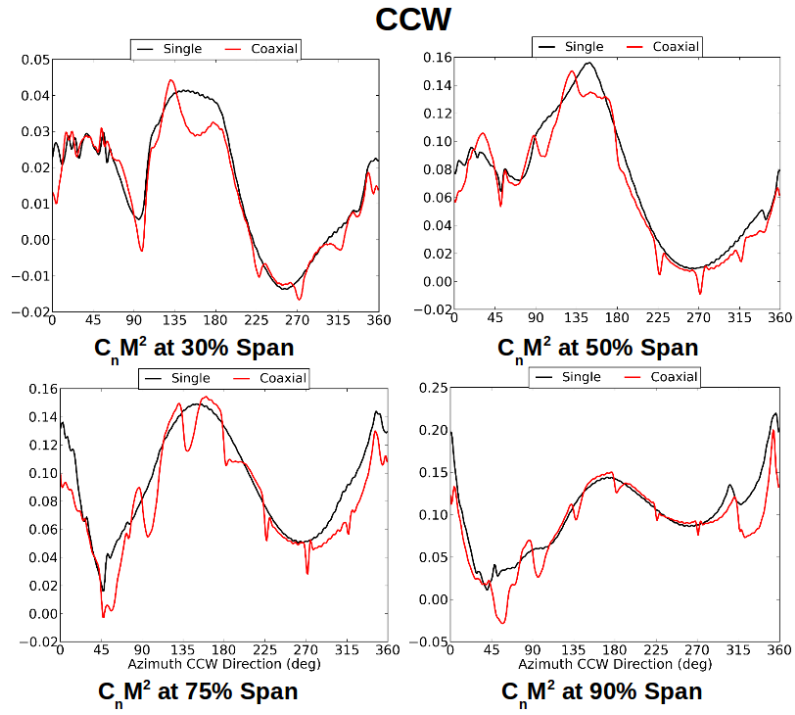 CCW
Single Coaxial
0.05
0.04
0.03
0.02
0.01
0.00
−0.01
−0.02
0 45 90 135 180 225 270 315 360
CₙM² at 30% Span
Single Coaxial
0.16
0.14
0.12
0.10
0.08
0.06
0.04
0.02
0.00
−0.02
0 45 90 135 180 225 270 315 360
CₙM² at 50% Span
Single Coaxial
0.16
0.14
0.12
0.10
0.08
0.06
0.04
0.02
0.00
−0.02
0 45 90 135 180 225 270 315 360
Azimuth CCW Direction (deg)
CₙM² at 75% Span
Single Coaxial
0.25
0.20
0.15
0.10
0.05
0.00
−0.05
0 45 90 135 180 225 270 315 360
Azimuth CCW Direction (deg)
CₙM² at 90% Span